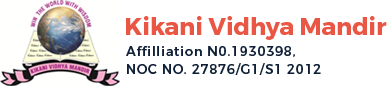 WIN THE WORLD WITH WISDOM
KIKANI VIDHYA MANDIR
Kikani Vidhya Mandir
Affilliation N0.1930398,
NOC NO. 27876/G1/S1 2012